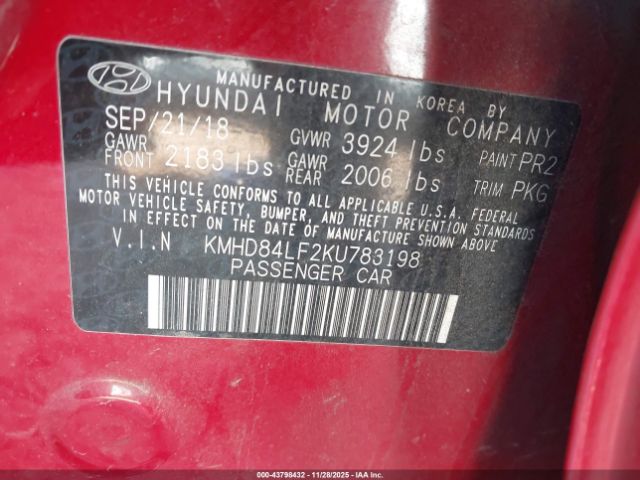 MANUFACTURED IN KOREA BY
HYUNDAI MOTOR COMPANY
SEP/21/18 GVWR 3924 lbs PAINT PR2
GAWR FRONT 2183 lbs GAWR REAR 2006 lbs TRIM PKG
THIS VEHICLE CONFORMS TO ALL APPLICABLE U.S.A. FEDERAL
MOTOR VEHICLE SAFETY, BUMPER, AND THEFT PREVENTION STANDARDS
IN EFFECT ON THE DATE OF MANUFACTURE SHOWN ABOVE
V.I.N KMHD84LF2KU783198
PASSENGER CAR
000-43798432 | 11/28/2025 - IAA Corp.